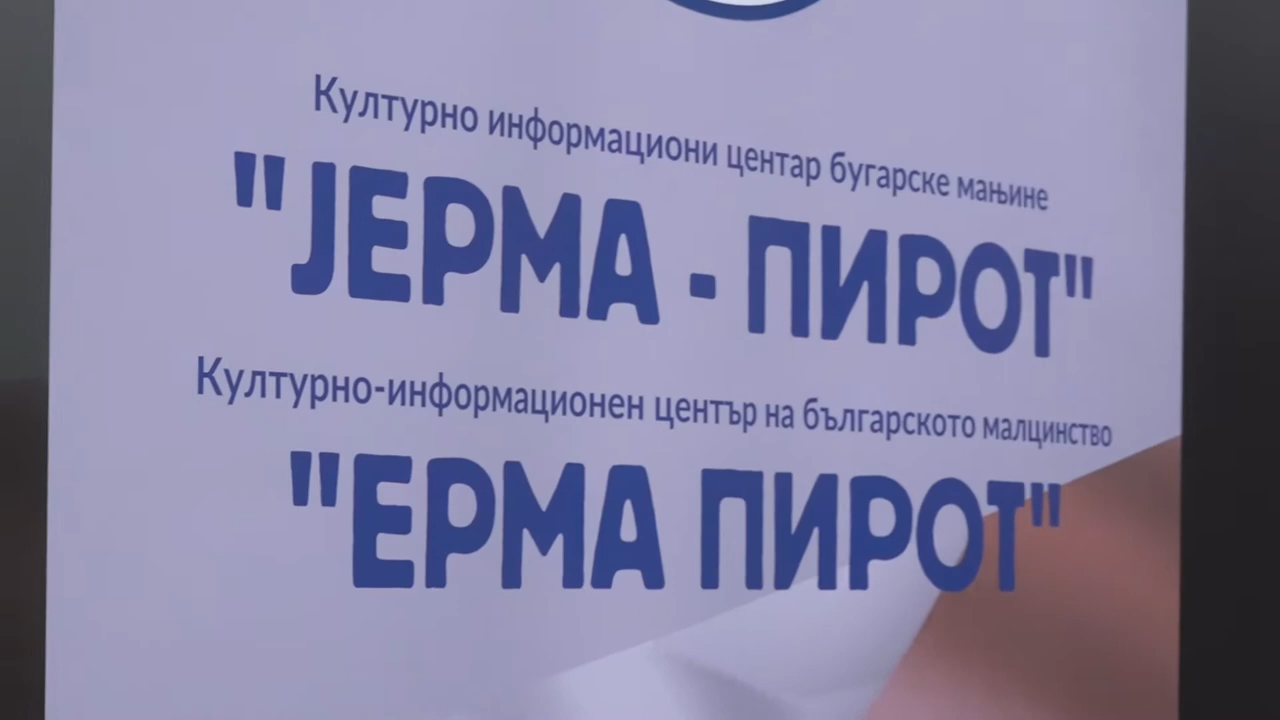 Културно информациони центар бугарске мањине
"ЈЕРМА - ПИРОТ"
Културно-информационен център на българското малцинство
"ЕРМА ПИРОТ"